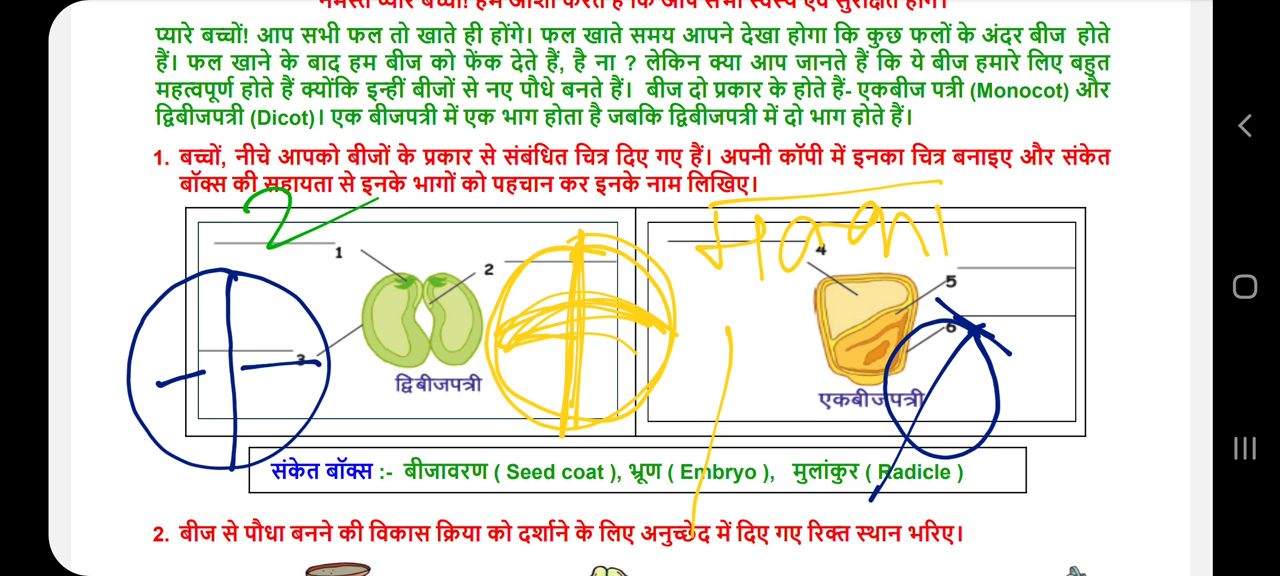 प्यारे बच्चों! आप सभी फल तो खाते ही होंगे। फल खाते समय आपने देखा होगा कि कुछ फलों के अंदर बीज होते
हैं। फल खाने के बाद हम बीज को फेंक देते हैं, है ना ? लेकिन क्या आप जानते हैं कि ये बीज हमारे लिए बहुत
महत्वपूर्ण होते हैं क्योंकि इन्हीं बीजों से नए पौधे बनते हैं। बीज दो प्रकार के होते हैं- एकबीज पत्री (Monocot) और
द्विबीजपत्री (Dicot)। एक बीजपत्री में एक भाग होता है जबकि द्विबीजपत्री में दो भाग होते हैं।
1. बच्चों, नीचे आपको बीजों के प्रकार से संबंधित चित्र दिए गए हैं। अपनी कॉपी में इनका चित्र बनाइए और संकेत
बॉक्स की सहायता से इनके भागों को पहचान कर इनके नाम लिखिए।
2
मक्का
1
2
3
द्विबीजपत्री
4
5
6
एकबीजपत्री
संकेत बॉक्स :- बीजावरण ( Seed coat ), भ्रूण ( Embryo ), मुलांकुर ( Radicle )
2. बीज से पौधा बनने की विकास क्रिया को दर्शाने के लिए अनुच्छेद में दिए गए रिक्त स्थान भरिए।